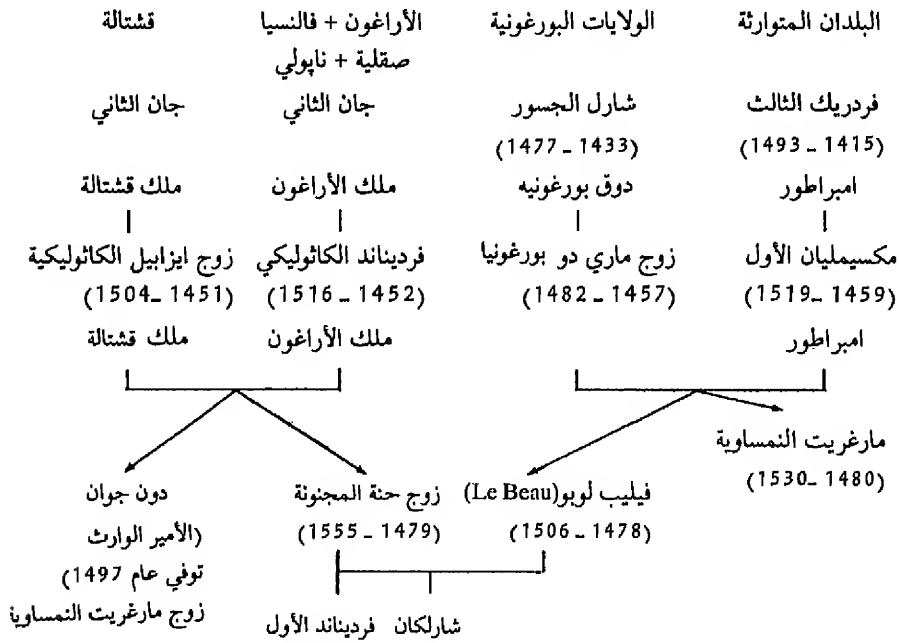 البلدان المتوارثة الولايات البورغونية الأراغون + فالنسيا قشتالة
صقلية + ناپولي
فردريك الثالث شارل الجسور جان الثاني جان الثاني
(1415 ـ 1493) (1433 ـ 1477)
امبراطور دوق بورغونيه ملك الأراغون ملك قشتالة
مكسيمليان الأول زوج ماري دو بورغونيا فرديناند الكاثوليكي زوج ايزابيل الكاثوليكية
(1459 ـ 1519) (1457 ـ 1482) (1452 ـ 1516) (1451 ـ 1504)
امبراطور ملك الأراغون ملك قشتالة
مارغريت النمساوية
(1480 ـ 1530)
فيليب لوبو (Le Beau) زوج حنة المجنونة دون جوان
(1478 ـ 1506) (1479 ـ 1555) (الأمير الوارث
توفي عام 1497)
زوج مارغريت النمساوية
شارلكان فرديناند الأول